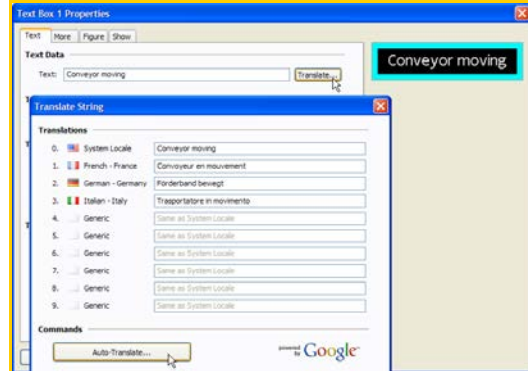 Text Box 1 Properties
Text More Figure Show
Text Data
Text: Conveyor moving Translate...
Conveyor moving
Translate String
Translations
0. System Locale Conveyor moving
1. French - France Convoyeur en mouvement
2. German - Germany Förderband bewegt
3. Italian - Italy Trasportatore in movimento
4. Generic Same as System Locale
5. Generic Same as System Locale
6. Generic Same as System Locale
7. Generic Same as System Locale
8. Generic Same as System Locale
9. Generic Same as System Locale
Commands
Auto-Translate...
powered by Google